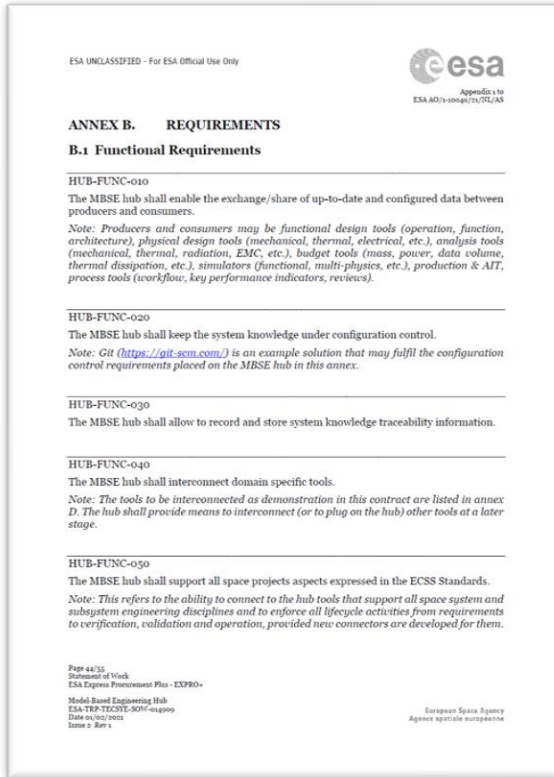 ESA UNCLASSIFIED - For ESA Official Use Only
esa
Appendix 1 to
ESA AO/1-10646/21/NL/AS
ANNEX B. REQUIREMENTS
B.1 Functional Requirements
HUB-FUNC-010
The MBSE hub shall enable the exchange/share of up-to-date and configured data between
producers and consumers.
Note: Producers and consumers may be functional design tools (operation, function,
architecture), physical design tools (mechanical, thermal, electrical, etc.), analysis tools
(mechanical, thermal, radiation, EMC, etc.), budget tools (mass, power, data volume,
thermal dissipation, etc.), simulators (functional, multi-physics, etc.), production & AIT,
process tools (workflow, key performance indicators, reviews).
HUB-FUNC-020
The MBSE hub shall keep the system knowledge under configuration control.
Note: Git (https://git-scm.com/) is an example solution that may fulfil the configuration
control requirements placed on the MBSE hub in this annex.
HUB-FUNC-030
The MBSE hub shall allow to record and store system knowledge traceability information.
HUB-FUNC-040
The MBSE hub shall interconnect domain specific tools.
Note: The tools to be interconnected as demonstration in this contract are listed in annex
D. The hub shall provide means to interconnect (or to plug on the hub) other tools at a later
stage.
HUB-FUNC-050
The MBSE hub shall support all space projects aspects expressed in the ECSS Standards.
Note: This refers to the ability to connect to the hub tools that support all space system and
subsystem engineering disciplines and to enforce all lifecycle activities from requirements
to verification, validation and operation, provided new connectors are developed for them.
Page 44/55
Statement of Work
ESA Express Procurement Plus - EXPRO+
Model-Based Engineering Hub
ESA-TRP-TECSYE-SOW-014909
Date 01/02/2021
Issue 2 Rev 1
European Space Agency
Agence spatiale européenne